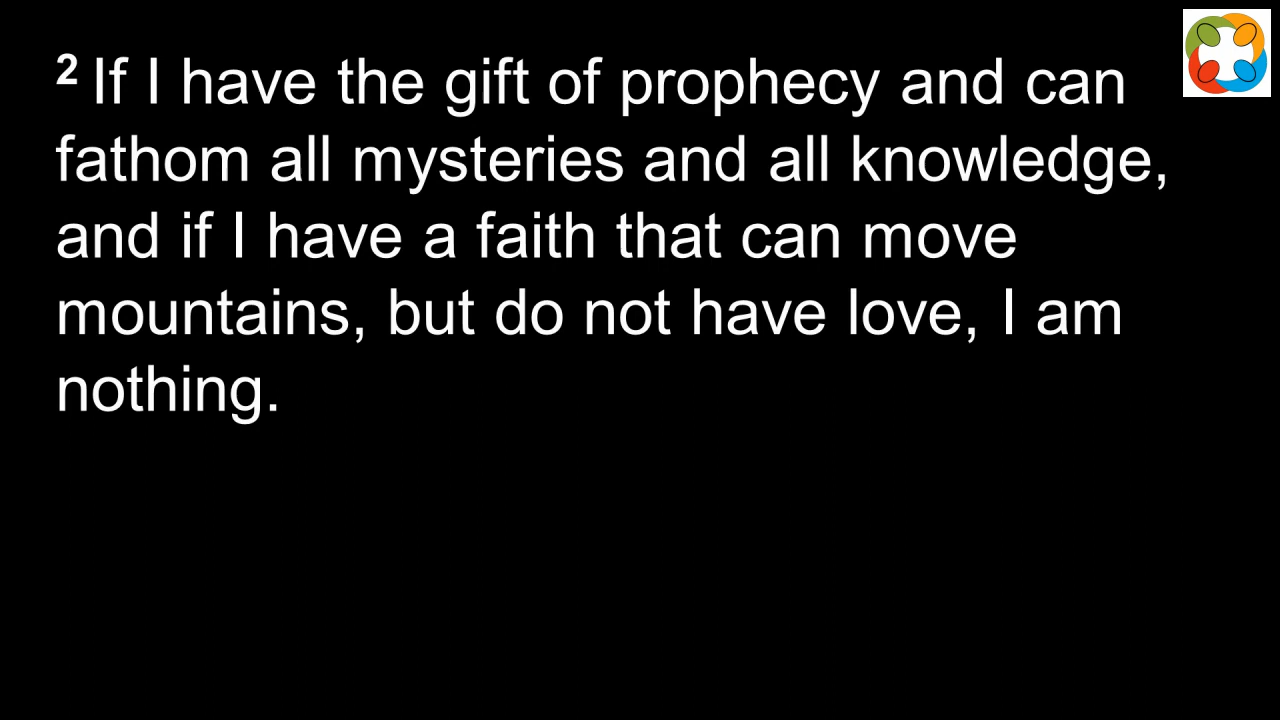 2 If I have the gift of prophecy and can
fathom all mysteries and all knowledge,
and if I have a faith that can move
mountains, but do not have love, I am
nothing.